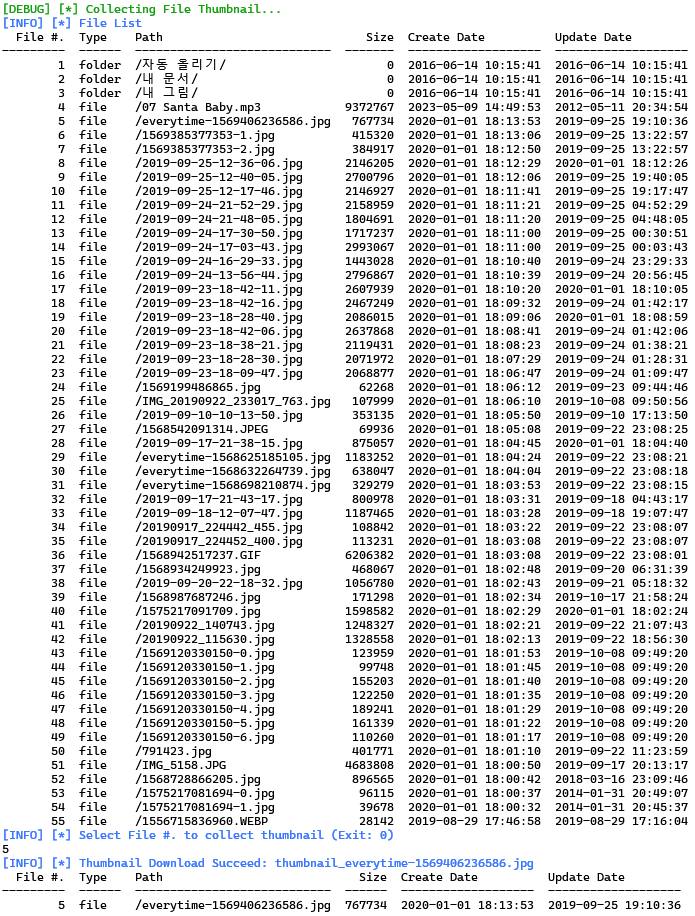 [DEBUG] [*] Collecting File Thumbnail...
[INFO] [*] File List
File #. Type Path Size Create Date Update Date
--------- ------ ---------------------------- ------- ------------------- -------------------
1 folder /자동 올리기/ 0 2016-06-14 10:15:41 2016-06-14 10:15:41
2 folder /내 문서/ 0 2016-06-14 10:15:41 2016-06-14 10:15:41
3 folder /내 그림/ 0 2016-06-14 10:15:41 2016-06-14 10:15:41
4 file /07 Santa Baby.mp3 9372767 2023-05-09 14:49:53 2012-05-11 20:34:54
5 file /everytime-1569406236586.jpg 767734 2020-01-01 18:13:53 2019-09-25 19:10:36
6 file /1569385377353-1.jpg 415320 2020-01-01 18:13:06 2019-09-25 13:22:57
7 file /1569385377353-2.jpg 384917 2020-01-01 18:12:50 2019-09-25 13:22:57
8 file /2019-09-25-12-36-06.jpg 2146205 2020-01-01 18:12:29 2020-01-01 18:12:26
9 file /2019-09-25-12-40-05.jpg 2700796 2020-01-01 18:12:06 2019-09-25 19:40:05
10 file /2019-09-25-12-17-46.jpg 2146927 2020-01-01 18:11:41 2019-09-25 19:17:47
11 file /2019-09-24-21-52-29.jpg 2158959 2020-01-01 18:11:21 2019-09-25 04:52:29
12 file /2019-09-24-21-48-05.jpg 1804691 2020-01-01 18:11:20 2019-09-25 04:48:05
13 file /2019-09-24-17-30-50.jpg 1717237 2020-01-01 18:11:00 2019-09-25 00:30:51
14 file /2019-09-24-17-03-43.jpg 2993067 2020-01-01 18:11:00 2019-09-25 00:03:43
15 file /2019-09-24-16-29-33.jpg 1443028 2020-01-01 18:10:40 2019-09-24 23:29:33
16 file /2019-09-24-13-56-44.jpg 2796867 2020-01-01 18:10:39 2019-09-24 20:56:45
17 file /2019-09-23-18-42-11.jpg 2607939 2020-01-01 18:10:20 2020-01-01 18:10:05
18 file /2019-09-23-18-42-16.jpg 2467249 2020-01-01 18:09:32 2019-09-24 01:42:17
19 file /2019-09-23-18-28-40.jpg 2086015 2020-01-01 18:09:06 2020-01-01 18:08:59
20 file /2019-09-23-18-42-06.jpg 2637868 2020-01-01 18:08:41 2019-09-24 01:42:06
21 file /2019-09-23-18-38-21.jpg 2119431 2020-01-01 18:08:23 2019-09-24 01:38:21
22 file /2019-09-23-18-28-30.jpg 2071972 2020-01-01 18:07:29 2019-09-24 01:28:31
23 file /2019-09-23-18-09-47.jpg 2068877 2020-01-01 18:06:47 2019-09-24 01:09:47
24 file /1569199486865.jpg 62268 2020-01-01 18:06:12 2019-09-23 09:44:46
25 file /IMG_20190922_233017_763.jpg 107999 2020-01-01 18:06:10 2019-10-08 09:50:56
26 file /2019-09-10-10-13-50.jpg 353135 2020-01-01 18:05:50 2019-09-10 17:13:50
27 file /1568542091314.JPEG 69936 2020-01-01 18:05:08 2019-09-22 23:08:25
28 file /2019-09-17-21-38-15.jpg 875057 2020-01-01 18:04:45 2020-01-01 18:04:40
29 file /everytime-1568625185105.jpg 1183252 2020-01-01 18:04:24 2019-09-22 23:08:21
30 file /everytime-1568632264739.jpg 638047 2020-01-01 18:04:04 2019-09-22 23:08:18
31 file /everytime-1568698210874.jpg 329279 2020-01-01 18:03:58 2019-09-22 23:08:15
32 file /2019-09-17-21-43-17.jpg 800978 2020-01-01 18:03:31 2019-09-18 04:43:17
33 file /2019-09-18-12-07-47.jpg 1187465 2020-01-01 18:03:28 2019-09-18 19:07:47
34 file /20190917_224442_455.jpg 108842 2020-01-01 18:03:22 2019-09-22 23:08:07
35 file /20190917_224452_400.jpg 113231 2020-01-01 18:03:08 2019-09-22 23:08:07
36 file /1568942517237.GIF 6206382 2020-01-01 18:03:08 2019-09-22 23:08:01
37 file /1568934249923.jpg 468067 2020-01-01 18:02:48 2019-09-20 06:31:39
38 file /2019-09-20-22-18-32.jpg 1056780 2020-01-01 18:02:43 2019-09-21 05:18:32
39 file /1568987687246.jpg 171298 2020-01-01 18:02:34 2019-10-17 21:58:24
40 file /1575217091709.jpg 1598582 2020-01-01 18:02:29 2020-01-01 18:02:24
41 file /20190922_140743.jpg 1248327 2020-01-01 18:02:21 2019-09-22 21:07:43
42 file /20190922_115630.jpg 1328558 2020-01-01 18:02:13 2019-09-22 18:56:30
43 file /1569120330150-0.jpg 123959 2020-01-01 18:01:53 2019-10-08 09:49:20
44 file /1569120330150-1.jpg 99748 2020-01-01 18:01:45 2019-10-08 09:49:20
45 file /1569120330150-2.jpg 155203 2020-01-01 18:01:40 2019-10-08 09:49:20
46 file /1569120330150-3.jpg 122250 2020-01-01 18:01:35 2019-10-08 09:49:20
47 file /1569120330150-4.jpg 189241 2020-01-01 18:01:29 2019-10-08 09:49:20
48 file /1569120330150-5.jpg 161339 2020-01-01 18:01:22 2019-10-08 09:49:20
49 file /1569120330150-6.jpg 110260 2020-01-01 18:01:17 2019-10-08 09:49:20
50 file /791423.jpg 401771 2020-01-01 18:01:10 2019-09-22 11:23:59
51 file /IMG_5158.JPG 4683808 2020-01-01 18:00:50 2019-09-17 20:13:17
52 file /1568728866205.jpg 896565 2020-01-01 18:00:42 2018-03-16 23:09:46
53 file /1575217081694-0.jpg 96115 2020-01-01 18:00:37 2014-01-31 20:49:07
54 file /1575217081694-1.jpg 39678 2020-01-01 18:00:32 2014-01-31 20:45:37
55 file /1556715836960.WEBP 28142 2019-08-29 17:46:58 2019-08-29 17:16:04
[INFO] [*] Select File #. to collect thumbnail (Exit: 0)
5
[INFO] [*] Thumbnail Download Succeed: thumbnail_everytime-1569406236586.jpg
File #. Type Path Size Create Date Update Date
--------- ------ ---------------------------- ------ ------------------- -------------------
5 file /everytime-1569406236586.jpg 767734 2020-01-01 18:13:53 2019-09-25 19:10:36